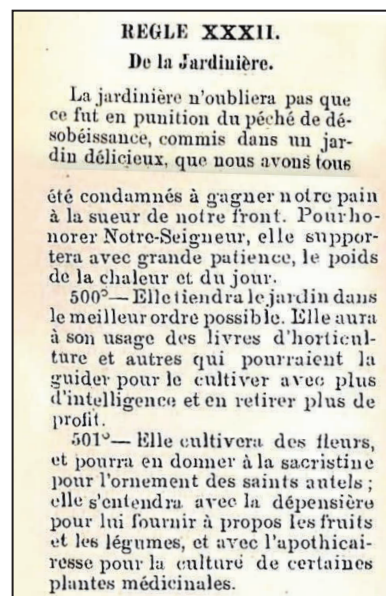 REGLE XXXII.
De la Jardinière.
La jardinière n'oubliera pas que
ce fut en punition du péché de dé-
sobéissance, commis dans un jar-
din délicieux, que nous avons tous
été condamnés à gagner notre pain
à la sueur de notre front. Pour ho-
norer Notre-Seigneur, elle suppor-
tera avec grande patience, le poids
de la chaleur et du jour.
500°— Elle tiendra le jardin dans
le meilleur ordre possible. Elle aura
à son usage des livres d'horticul-
ture et autres qui pourraient la
guider pour le cultiver avec plus
d'intelligence et en retirer plus de
profit.
501°— Elle cultivera des fleurs,
et pourra en donner à la sacristine
pour l'ornement des saints autels ;
elle s'entendra avec la dépensière
pour lui fournir à propos les fruits
et les légumes, et avec l'apothicai-
resse pour la culture de certaines
plantes médicinales.